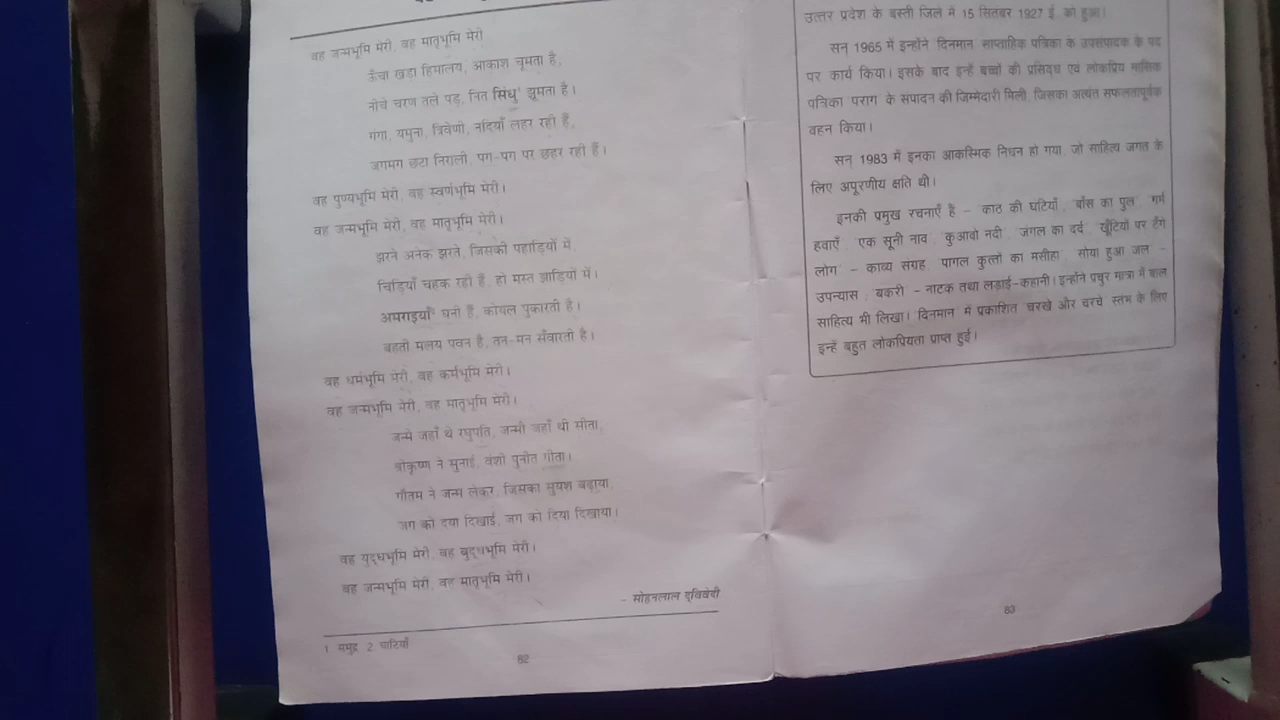 वह जन्मभूमि मेरी, वह मातृभूमि मेरी
ऊँचा खड़ा हिमालय, आकाश चूमता है,
नीचे चरण तले पड़, नित सिंधु¹ झूमता है।
गंगा, यमुना, त्रिवेणी, नदियाँ लहर रही हैं,
जगमग छटा निराली, पग-पग पर छहर रही हैं।
वह पुण्यभूमि मेरी, वह स्वर्णभूमि मेरी।
वह जन्मभूमि मेरी, वह मातृभूमि मेरी।
झरने अनेक झरते, जिसकी पहाड़ियों में,
चिड़ियाँ चहक रही हैं, हो मस्त झाड़ियों में।
अमराइयाँ² घनी हैं, कोयल पुकारती है।
बहती मलय पवन है, तन-मन सँवारती है।
वह धर्मभूमि मेरी, वह कर्मभूमि मेरी।
वह जन्मभूमि मेरी, वह मातृभूमि मेरी।
जन्मे जहाँ थे रघुपति, जन्मी जहाँ थी सीता,
श्रीकृष्ण ने सुनाई, वंशी पुनीत गीता।
गौतम ने जन्म लेकर, जिसका सुयश बढ़ाया,
जग को दया दिखाई, जग को दिया दिखाया।
वह युद्धभूमि मेरी, वह बुद्धभूमि मेरी।
वह जन्मभूमि मेरी, वह मातृभूमि मेरी।
– सोहनलाल द्विवेदी
1 समुद्र 2 घाटियाँ
82
उत्तर प्रदेश के बस्ती जिले में 15 सितंबर 1927 ई. को हुआ।
सन 1965 में इन्होंने दिनमान साप्ताहिक पत्रिका के उपसंपादक के पद
पर कार्य किया। इसके बाद इन्हें बच्चों की प्रसिद्ध एवं लोकप्रिय मासिक
पत्रिका पराग के संपादन की जिम्मेदारी मिली, जिसका अत्यंत सफलतापूर्वक
वहन किया।
सन 1983 में इनका आकस्मिक निधन हो गया, जो साहित्य जगत के
लिए अपूरणीय क्षति थी।
इनकी प्रमुख रचनाएँ हैं – 'काठ की घंटियाँ', 'बाँस का पुल', 'गर्म
हवाएँ', 'एक सूनी नाव', 'कुआनो नदी', 'जंगल का दर्द', 'खूँटियों पर टँगे
लोग' – काव्य संग्रह, 'पागल कुत्तों का मसीहा', 'सोया हुआ जल' –
उपन्यास, 'बकरी' – नाटक तथा लड़ाई-कहानी। इन्होंने प्रचुर मात्रा में बाल
साहित्य भी लिखा। 'दिनमान' में प्रकाशित 'चरखे और चरचे' स्तंभ के लिए
इन्हें बहुत लोकप्रियता प्राप्त हुई।
83